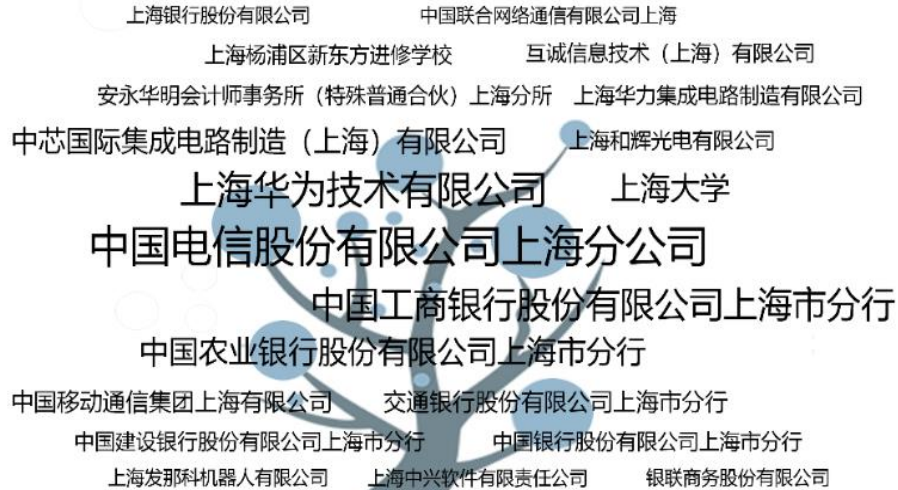 上海银行股份有限公司 中国联合网络通信有限公司上海
上海杨浦区新东方进修学校 互诚信息技术（上海）有限公司
安永华明会计师事务所（特殊普通合伙）上海分所 上海华力集成电路制造有限公司
中芯国际集成电路制造（上海）有限公司 上海和辉光电有限公司
上海华为技术有限公司 上海大学
中国电信股份有限公司上海分公司
中国工商银行股份有限公司上海市分行
中国农业银行股份有限公司上海市分行
中国移动通信集团上海有限公司 交通银行股份有限公司上海市分行
中国建设银行股份有限公司上海市分行 中国银行股份有限公司上海市分行
上海发那科机器人有限公司 上海中兴软件有限责任公司 银联商务股份有限公司